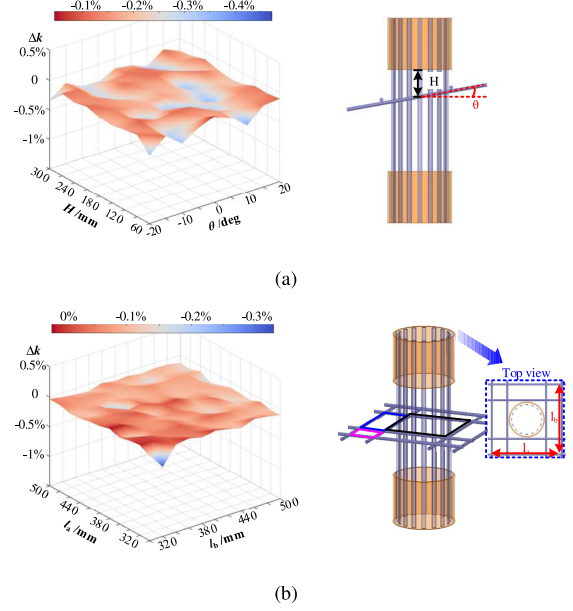 -0.1% -0.2% -0.3% -0.4%
Δk
0.5%
0
-0.5%
-1%
300
240
180
120
60
H /mm
-20
-10
0
10
20
θ /deg
H
θ
(a)
0% -0.1% -0.2% -0.3%
Δk
0.5%
0
-0.5%
-1%
500
440
380
320
la /mm
320
380
440
500
lb /mm
Top view
lb
la
(b)